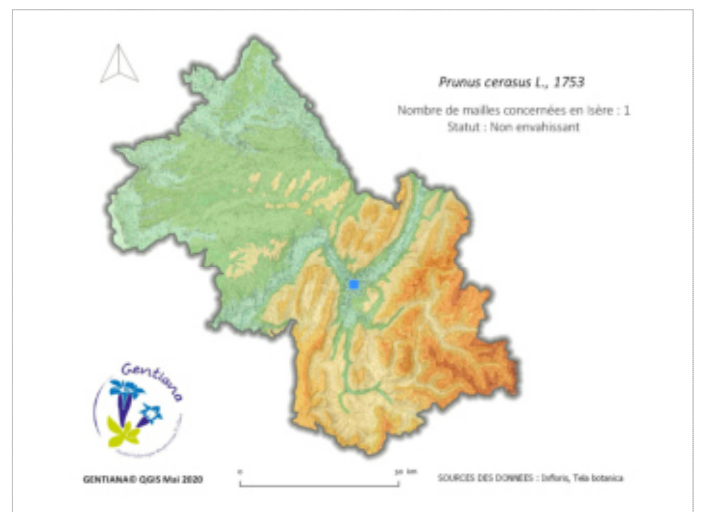 Prunus cerasus L., 1753
Nombre de mailles concernées en Isère : 1
Statut : Non envahissant
Gentiana
GENTIANA© QGIS Mai 2020
0
50 km
SOURCES DES DONNEES : Infloris, Tela botanica